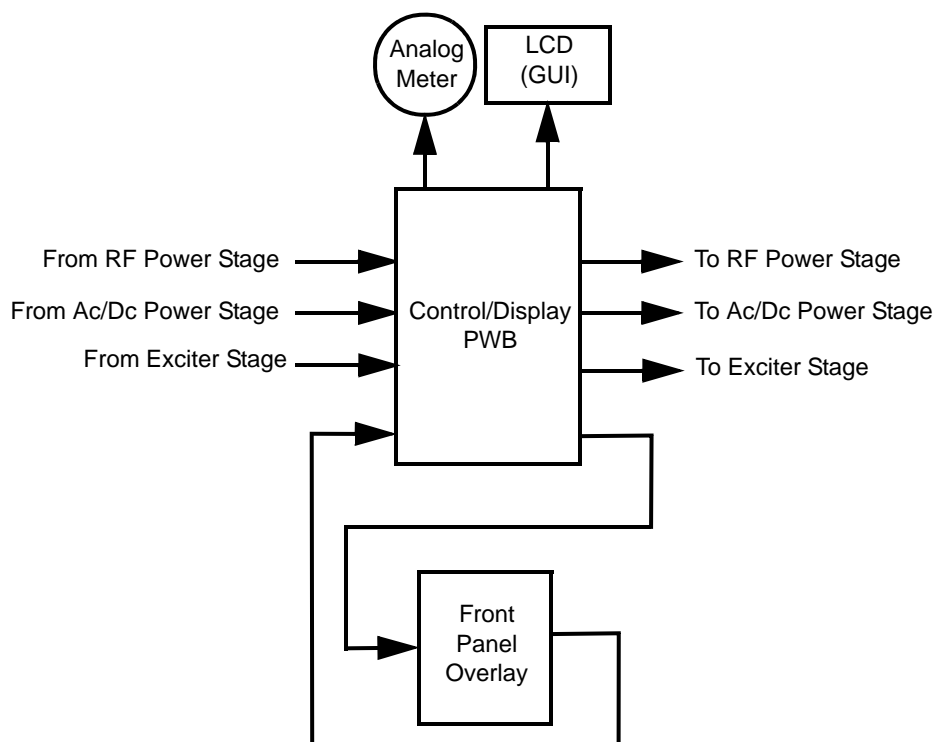 Analog
Meter
LCD
(GUI)
From RF Power Stage
To RF Power Stage
From Ac/Dc Power Stage
Control/Display
PWB
To Ac/Dc Power Stage
From Exciter Stage
To Exciter Stage
Front
Panel
Overlay